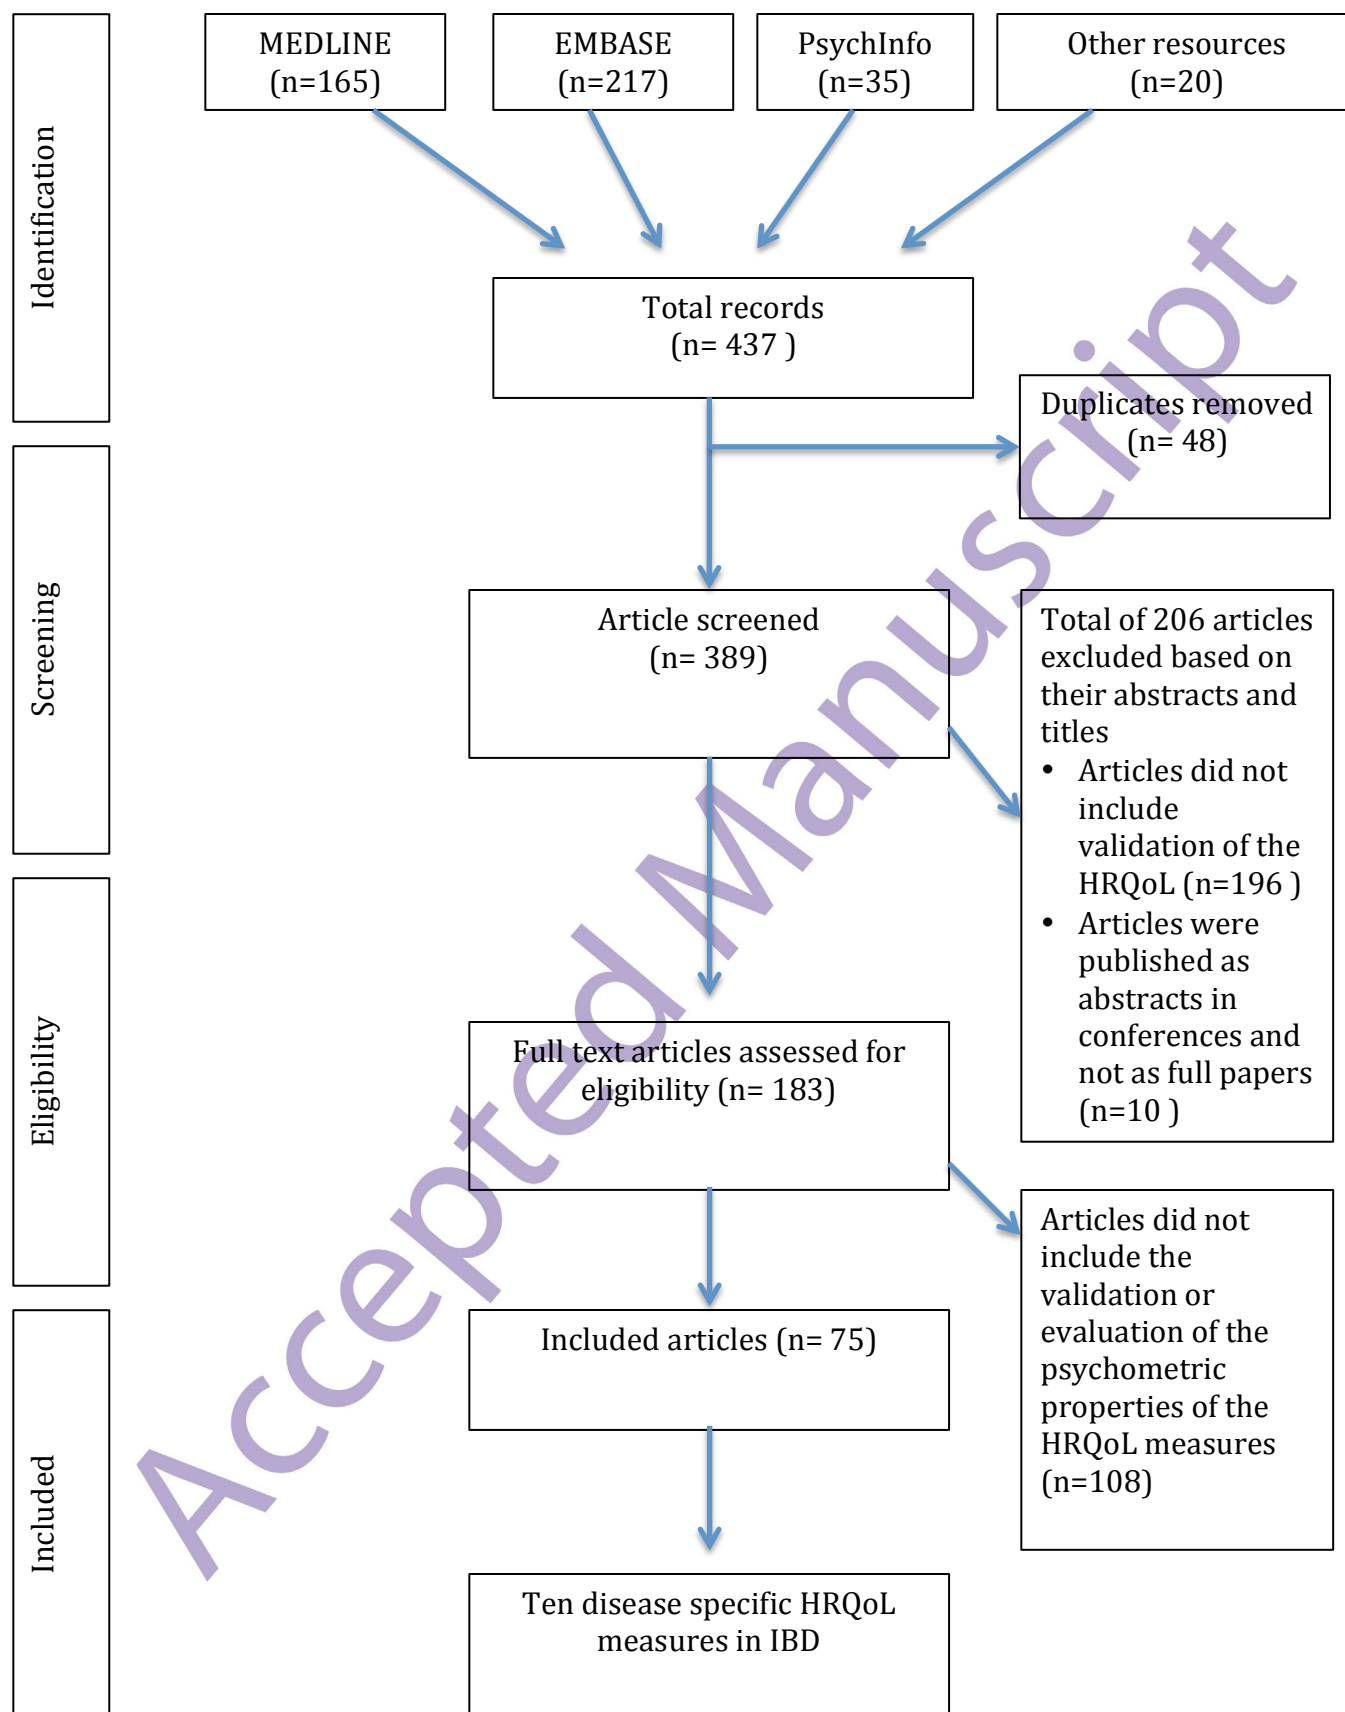 Identification
MEDLINE
(n=165)
EMBASE
(n=217)
PsychInfo
(n=35)
Other resources
(n=20)
Total records
(n= 437 )
Duplicates removed
(n= 48)
Screening
Article screened
(n= 389)
Total of 206 articles
excluded based on
their abstracts and
titles
• Articles did not
include
validation of the
HRQoL (n=196 )
• Articles were
published as
abstracts in
conferences and
not as full papers
(n=10 )
Eligibility
Full text articles assessed for
eligibility (n= 183)
Articles did not
include the
validation or
evaluation of the
psychometric
properties of the
HRQoL measures
(n=108)
Included
Included articles (n= 75)
Ten disease specific HRQoL
measures in IBD
Accepted Manuscript